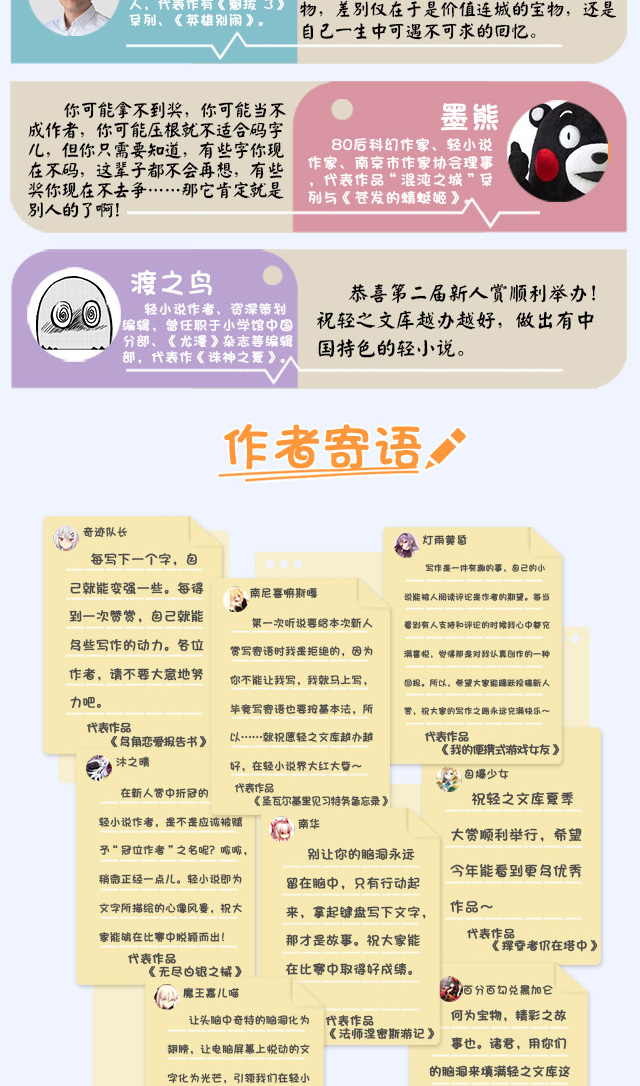 人，代表作有《勇掀 3》
系列、《英雄别闹》。
物，差别仅在于是价值连城的宝物，还是
自己一生中可遇不可求的回忆。
你可能拿不到奖，你可能当不
成作者，你可能压根就不适合码字
儿，但你只需要知道，有些字你现
在不码，这辈子都不会再想，有些
奖你现在不去争……那它肯定就是
别人的了啊!
墨熊
80后科幻作家、轻小说
作家、南京市作家协会理事
，代表作品“混沌之城”系
列与《苍发的蜻蜓姬》。
渡之鸟
轻小说作者、资深策划
编辑，曾任职于小学馆中国
分部、《尤漫》杂志等编辑
部，代表作《诛神之夏》。
恭喜第二届新人赏顺利举办!
祝轻之文库越办越好，做出有中
国特色的轻小说。
作者寄语
奇迹队长
每写下一个字，自
己就能变强一些。每得
到一次赞赏，自己就能
多些写作的动力。各位
作者，请不要大意地努
力吧。
代表作品
《多角恋爱报告书》
南尼喜俯斯嘎
第一次听说要给本次新人
赏写寄语时我是拒绝的，因为
你不能让我写，我就马上写，
毕竟写寄语也要按基本法，所
以……就祝愿轻之文库越办越
好，在轻小说界大红大登～
代表作品
《圣瓦尔基里见习特务备忘录》
灯雨黄昏
写作是一件有趣的事，自己的小
说能被人阅读评论是作者的期望。每当
看到有人支持和评论的时候我心中都充
满喜悦，觉得那是对我认真创作的一种
回报。所以，希望大家能踊跃投稿新人
赏，祝大家的写作之路永远充满快乐～
代表作品
《我的便携式游戏女友》
沐之晴
在新人赏中折冠的
轻小说作者，是不是应该被赋
予“冠位作者”之名呢？咳咳，
稍微正经一点儿。轻小说即为
文字所描绘的心像风景，祝大
家能够在比赛中脱颖而出！
代表作品
《无尽白银之械》
南华
别让你的脑洞永远
留在脑中，只有行动起
来，拿起键盘写下文字，
那才是故事。祝大家能
在比赛中取得好成绩。
代表作品
《法师涅密斯游记》
自爆少女
祝轻之文库夏季
大赏顺利举行，希望
今年能看到更多优秀
作品～
代表作品
《撰写者仍在塔中》
魔王嘉儿喵
让头脑中奇特的脑洞化为
翅膀，让电脑屏幕上悦动的文
字化为光芒，引领我们在轻小
百分百勾兑黑加仑
何为宝物，精彩之故
事也。诸君，用你们
的脑洞来填满轻之文库这